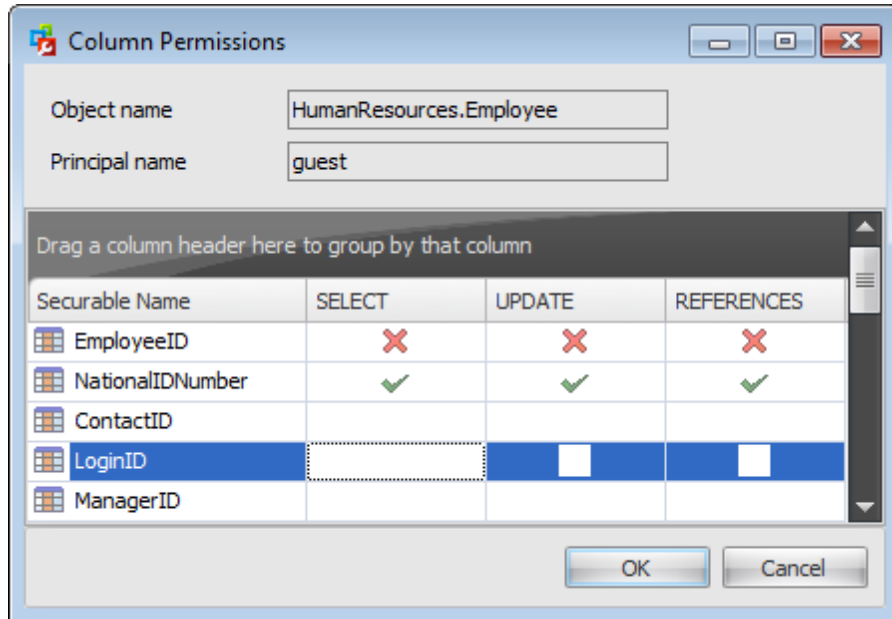 Column Permissions
Object name HumanResources.Employee
Principal name guest
Drag a column header here to group by that column
Securable Name SELECT UPDATE REFERENCES
EmployeeID
NationalIDNumber
ContactID
LoginID
ManagerID
OK Cancel